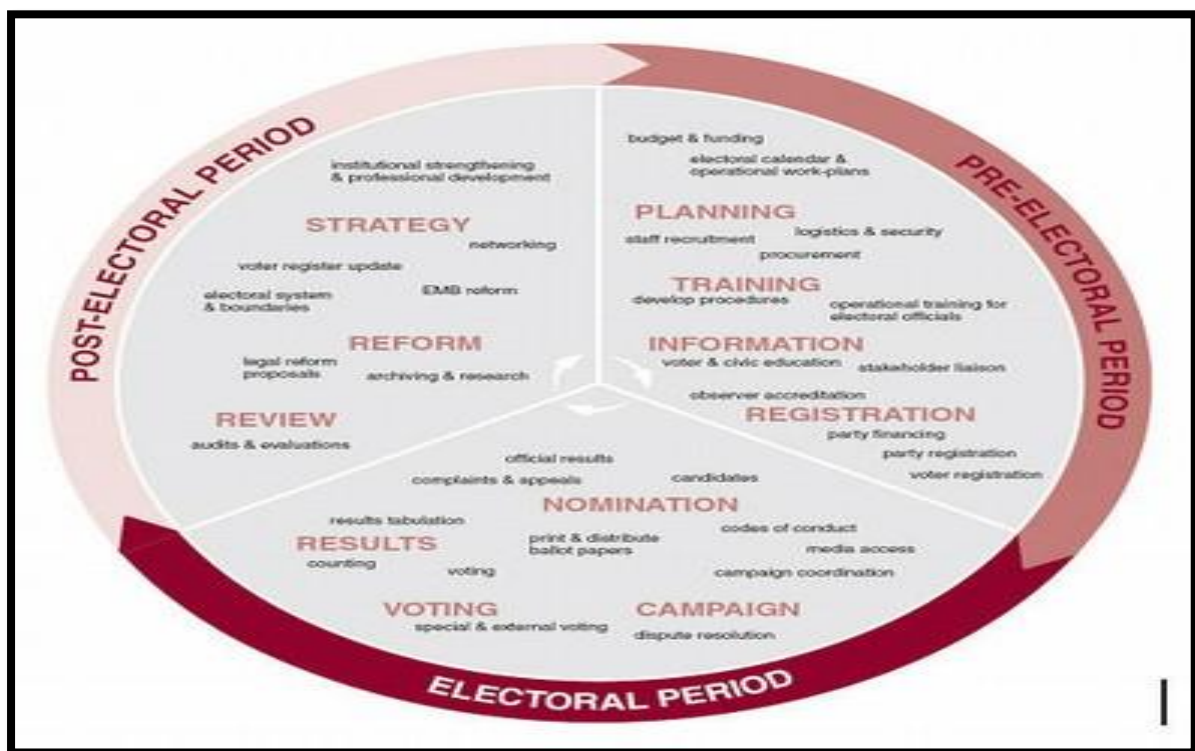 POST-ELECTORAL PERIOD
institutional strengthening
& professional development
STRATEGY
networking
voter register update
electoral system
& boundaries
EMB reform
REFORM
legal reform
proposals
archiving & research
REVIEW
audits & evaluations
PRE-ELECTORAL PERIOD
budget & funding
electoral calendar &
operational work-plans
PLANNING
logistics & security
staff recruitment
procurement
TRAINING
develop procedures
operational training for
electoral officials
INFORMATION
voter & civic education
stakeholder liaison
observer accreditation
REGISTRATION
party financing
party registration
voter registration
official results
complaints & appeals
candidates
NOMINATION
results tabulation
print & distribute
ballot papers
codes of conduct
RESULTS
media access
counting
voting
campaign coordination
VOTING
CAMPAIGN
special & external voting
dispute resolution
ELECTORAL PERIOD